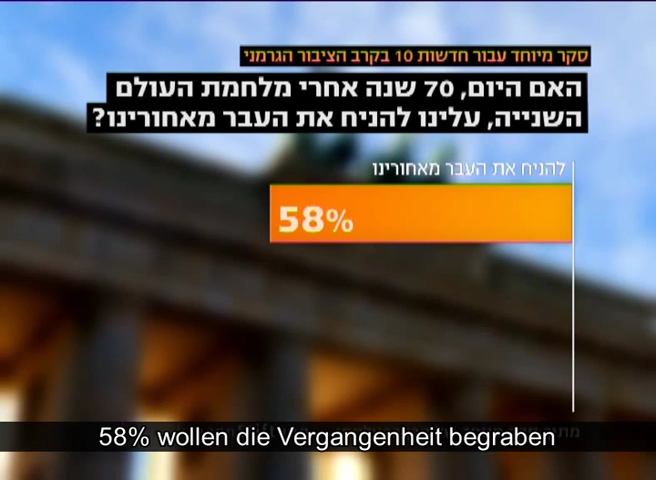 סקר מיוחד עבור חדשות 10 בקרב הציבור הגרמני
האם היום, 70 שנה אחרי מלחמת העולם
השנייה, עלינו להניח את העבר מאחורינו?
להניח את העבר מאחורינו
58%
58% wollen die Vergangenheit begraben